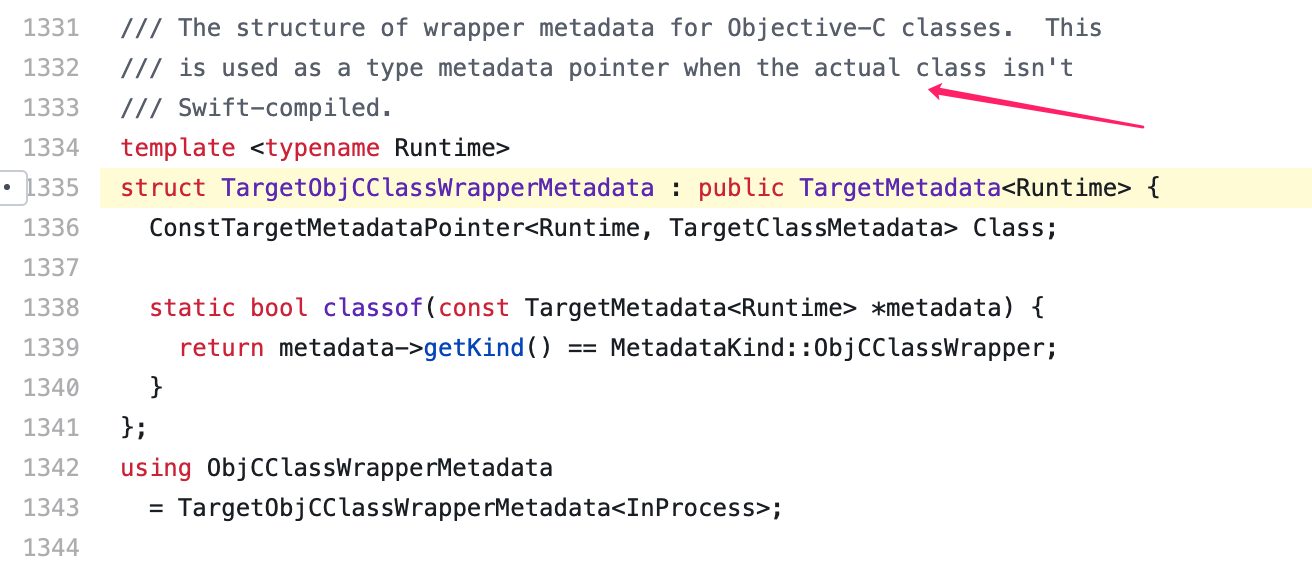 1331 /// The structure of wrapper metadata for Objective-C classes.  This
1332 /// is used as a type metadata pointer when the actual class isn't
1333 /// Swift-compiled.
1334 template <typename Runtime>
1335 struct TargetObjCClassWrapperMetadata : public TargetMetadata<Runtime> {
1336   ConstTargetMetadataPointer<Runtime, TargetClassMetadata> Class;
1337
1338   static bool classof(const TargetMetadata<Runtime> *metadata) {
1339     return metadata->getKind() == MetadataKind::ObjCClassWrapper;
1340   }
1341 };
1342 using ObjCClassWrapperMetadata
1343   = TargetObjCClassWrapperMetadata<InProcess>;
1344